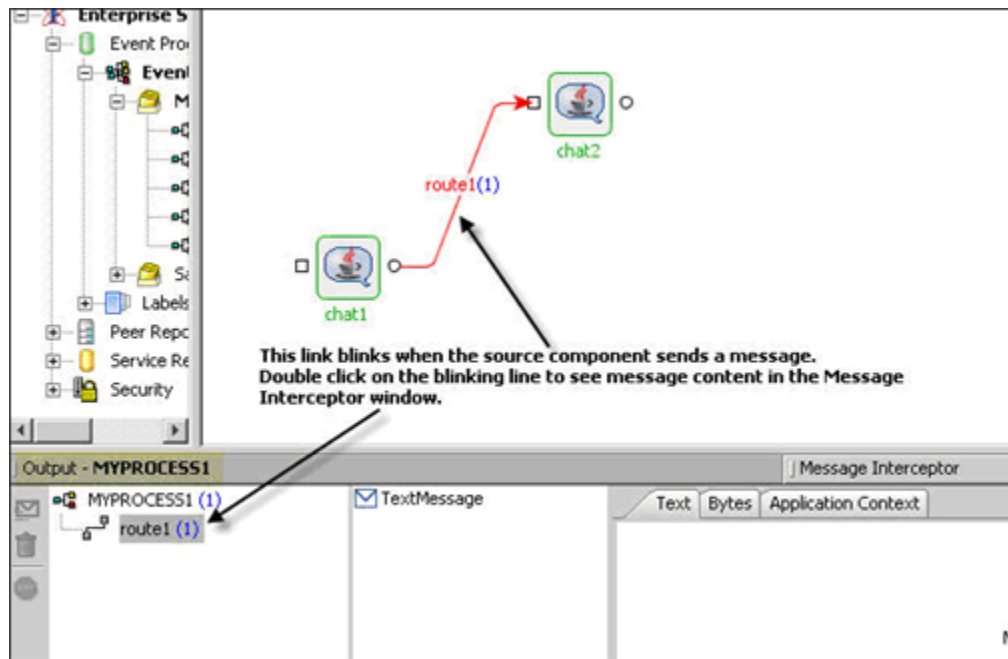 Enterprise S
Event Pro
Event
M
Sa
Labels
Peer Repo
Service Re
Security
chat2
route1(1)
chat1
This link blinks when the source component sends a message.
Double click on the blinking line to see message content in the Message
Interceptor window.
Output - MYPROCESS1
Message Interceptor
MYPROCESS1 (1)
route1 (1)
TextMessage
Text
Bytes
Application Context